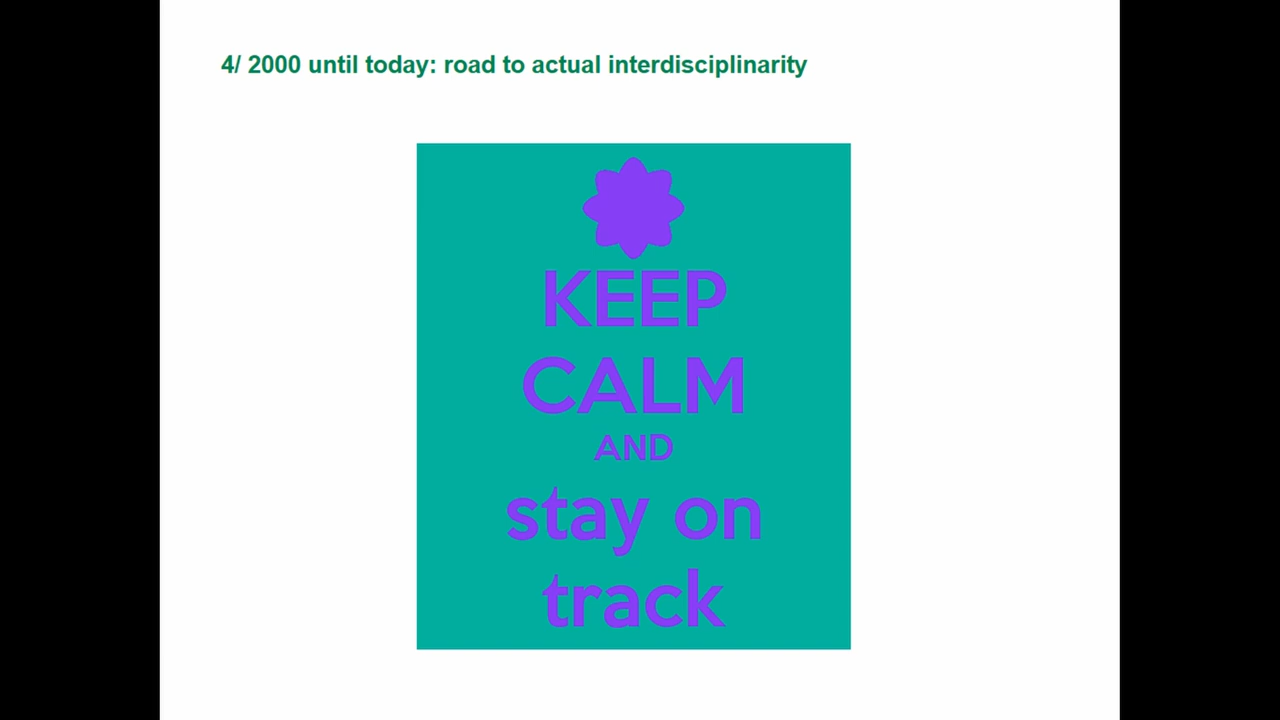 4/ 2000 until today: road to actual interdisciplinarity
KEEP
CALM
AND
stay on
track